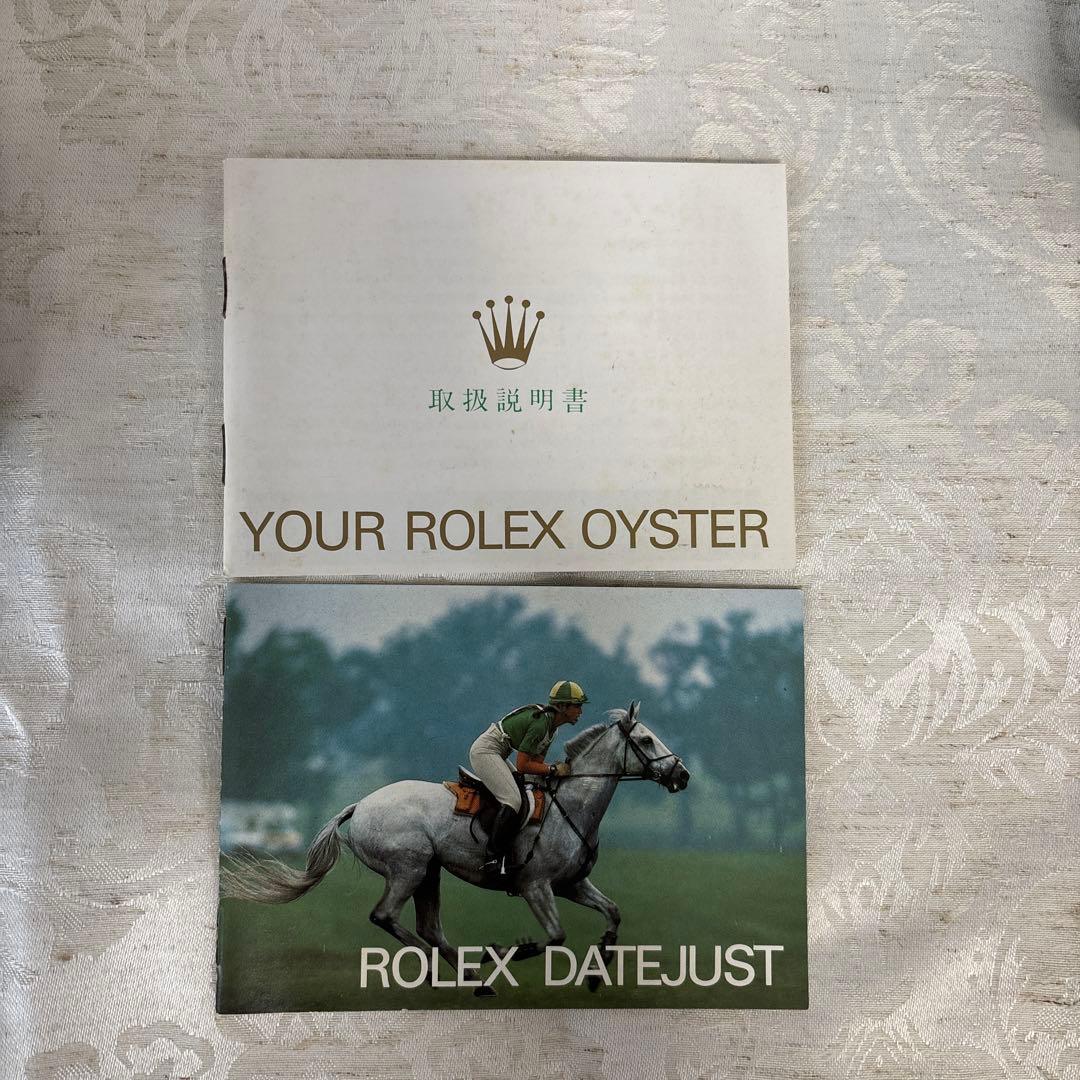 取扱説明書
YOUR ROLEX OYSTER
ROLEX DATEJUST